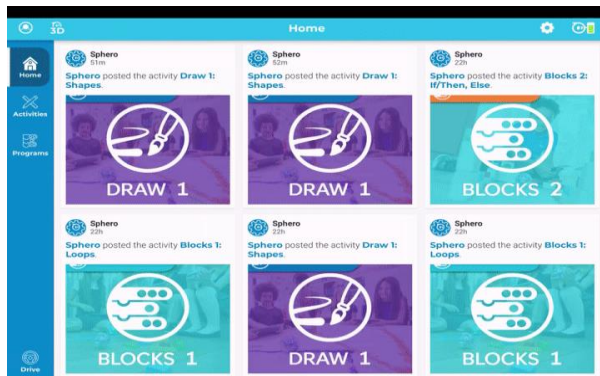 3D
Home
Home
Activities
Programs
Drive
Sphero
51m
Sphero posted the activity Draw 1:
Shapes.
DRAW 1
Sphero
52m
Sphero posted the activity Draw 1:
Shapes.
DRAW 1
Sphero
22h
Sphero posted the activity Blocks 2:
If/Then, Else.
BLOCKS 2
Sphero
22h
Sphero posted the activity Blocks 1:
Loops.
BLOCKS 1
Sphero
22h
Sphero posted the activity Draw 1:
Shapes.
DRAW 1
Sphero
22h
Sphero posted the activity Blocks 1:
Loops.
BLOCKS 1